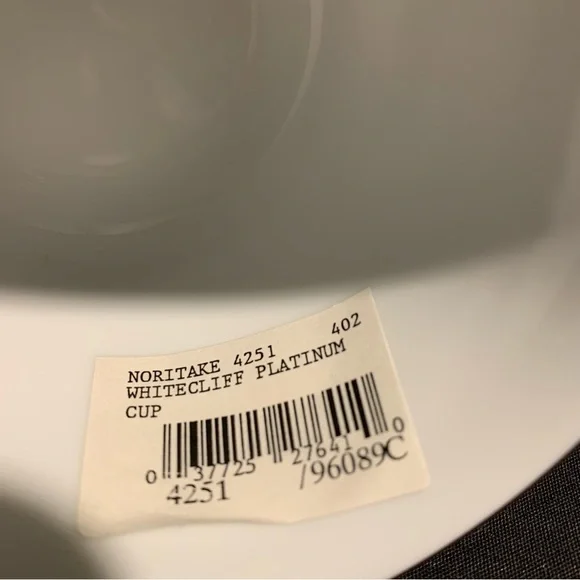 NORITAKE 4251 402
WHITECLIFF PLATINUM
CUP
0 37725 27641 0
4251 /96089C